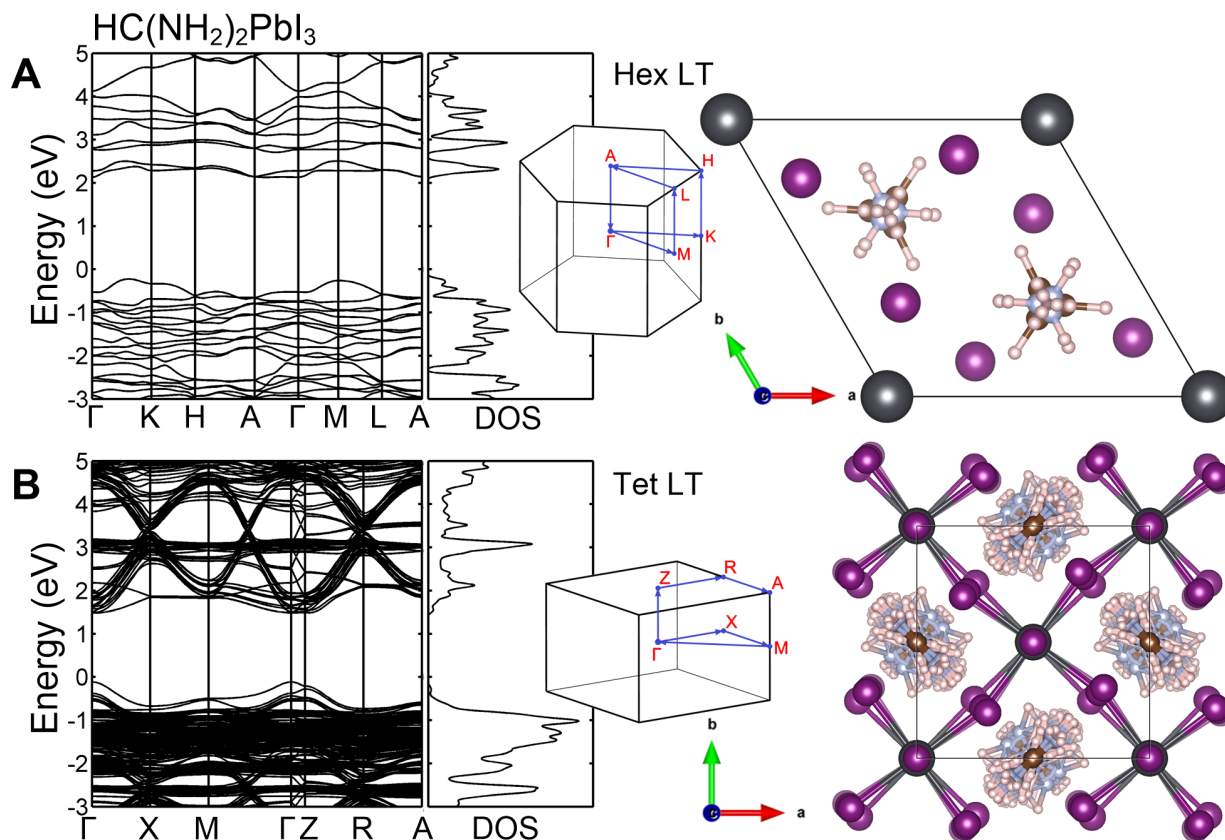 HC(NH₂)₂PbI₃
A
Hex LT
Energy (eV)
5
4
3
2
1
0
-1
-2
-3
Γ K H A Γ M L A
DOS
A
H
L
K
Γ
M
b
c
a
B
Tet LT
Energy (eV)
5
4
3
2
1
0
-1
-2
-3
Γ X M Γ Z R A
DOS
Z
R
A
X
Γ
M
b
c
a